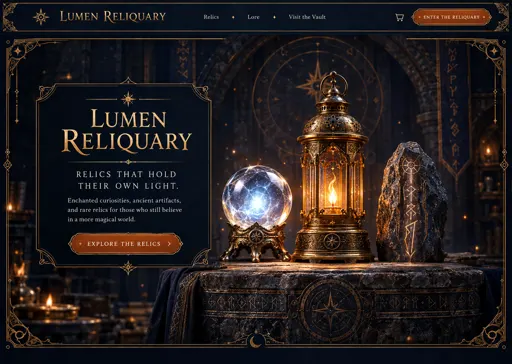 LUMEN RELIQUARY
Relics
Lore
Visit the Vault
ENTER THE RELIQUARY
LUMEN
RELIQUARY
RELICS THAT HOLD
THEIR OWN LIGHT.
Enchanted curiosities, ancient artifacts,
and rare relics for those who still believe
in a more magical world.
EXPLORE THE RELICS